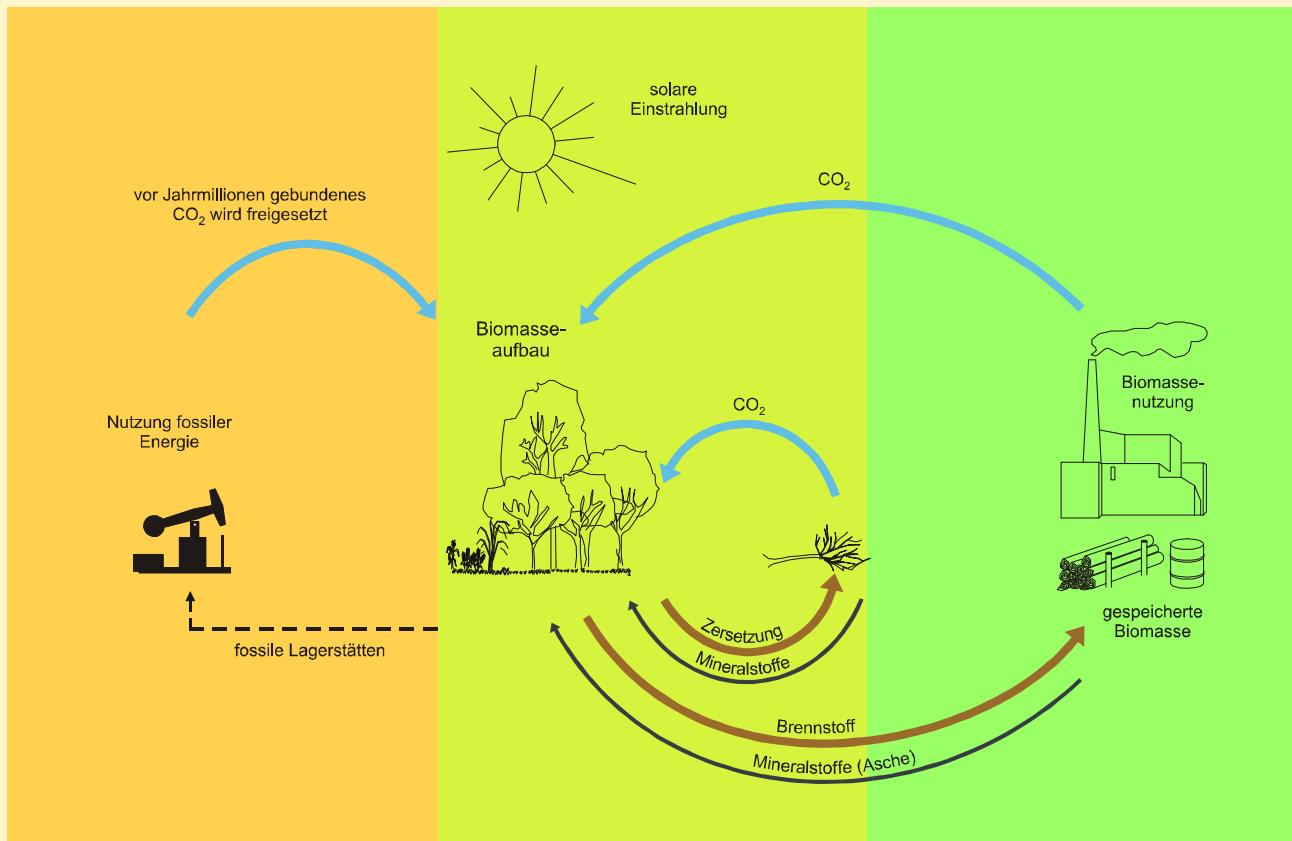 solare
Einstrahlung
vor Jahrmillionen gebundenes
CO₂ wird freigesetzt
CO₂
Biomasse-
aufbau
Nutzung fossiler
Energie
CO₂
Biomasse-
nutzung
gespeicherte
Biomasse
fossile Lagerstätten
Zersetzung
Mineralstoffe
Brennstoff
Mineralstoffe (Asche)